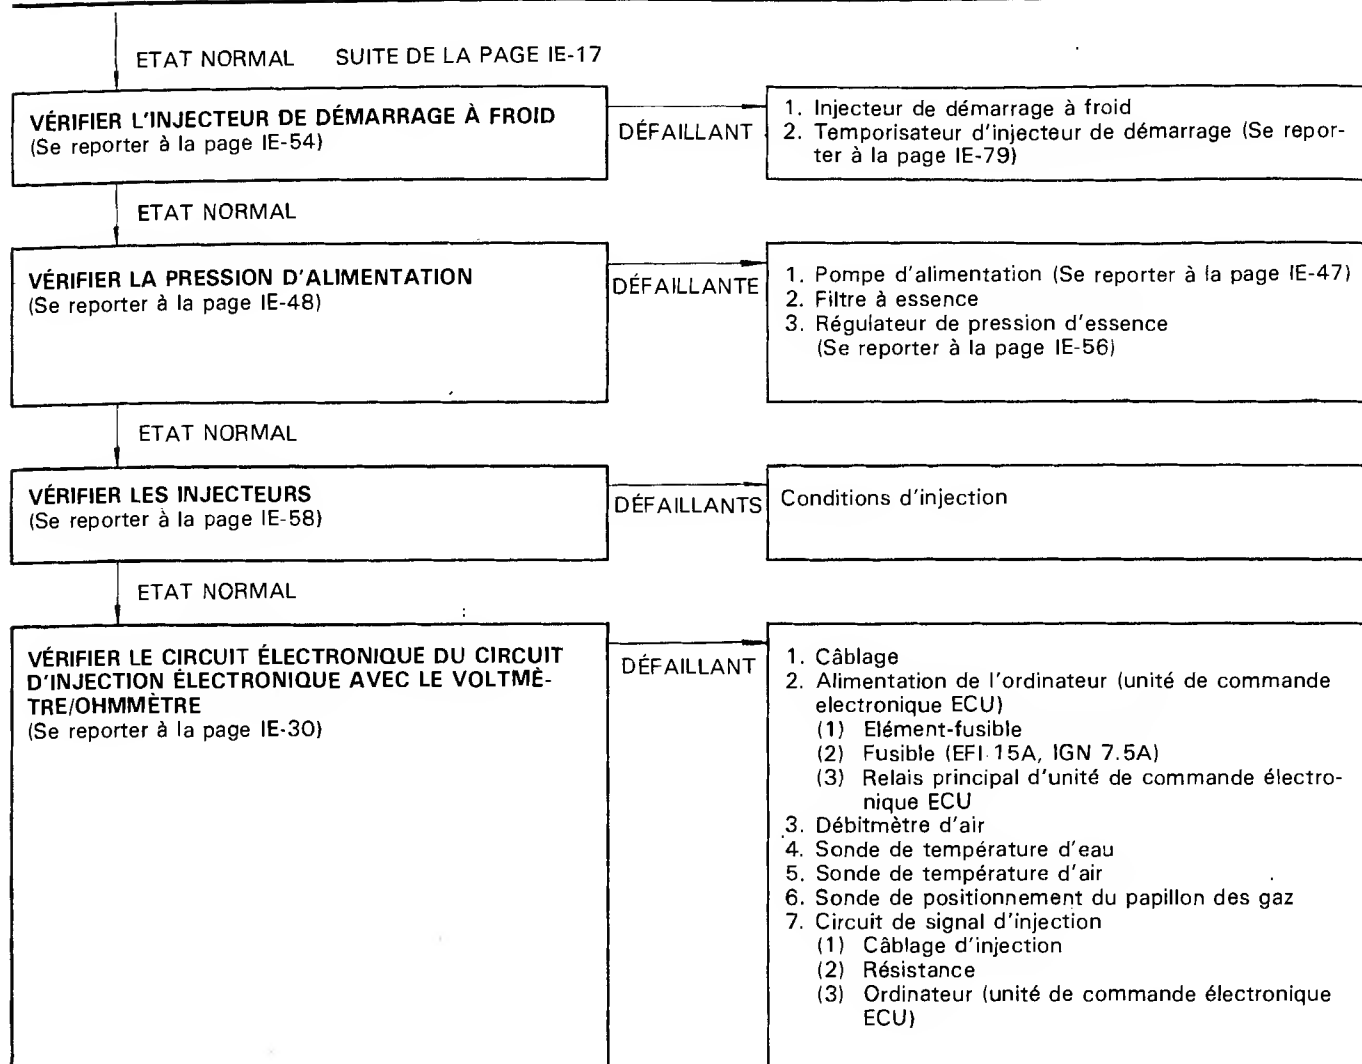 ETAT NORMAL SUITE DE LA PAGE IE-17
VÉRIFIER L'INJECTEUR DE DÉMARRAGE À FROID
(Se reporter à la page IE-54)
DÉFAILLANT
1. Injecteur de démarrage à froid
2. Temporisateur d'injecteur de démarrage (Se repor-
ter à la page IE-79)
ETAT NORMAL
VÉRIFIER LA PRESSION D'ALIMENTATION
(Se reporter à la page IE-48)
DÉFAILLANTE
1. Pompe d'alimentation (Se reporter à la page IE-47)
2. Filtre à essence
3. Régulateur de pression d'essence
(Se reporter à la page IE-56)
ETAT NORMAL
VÉRIFIER LES INJECTEURS
(Se reporter à la page IE-58)
DÉFAILLANTS
Conditions d'injection
ETAT NORMAL
VÉRIFIER LE CIRCUIT ÉLECTRONIQUE DU CIRCUIT
D'INJECTION ÉLECTRONIQUE AVEC LE VOLTMÈ-
TRE/OHMMÈTRE
(Se reporter à la page IE-30)
DÉFAILLANT
1. Câblage
2. Alimentation de l'ordinateur (unité de commande
electronique ECU)
(1) Elément-fusible
(2) Fusible (EFI 15A, IGN 7.5A)
(3) Relais principal d'unité de commande électro-
nique ECU
3. Débitmètre d'air
4. Sonde de température d'eau
5. Sonde de température d'air
6. Sonde de positionnement du papillon des gaz
7. Circuit de signal d'injection
(1) Câblage d'injection
(2) Résistance
(3) Ordinateur (unité de commande électronique
ECU)